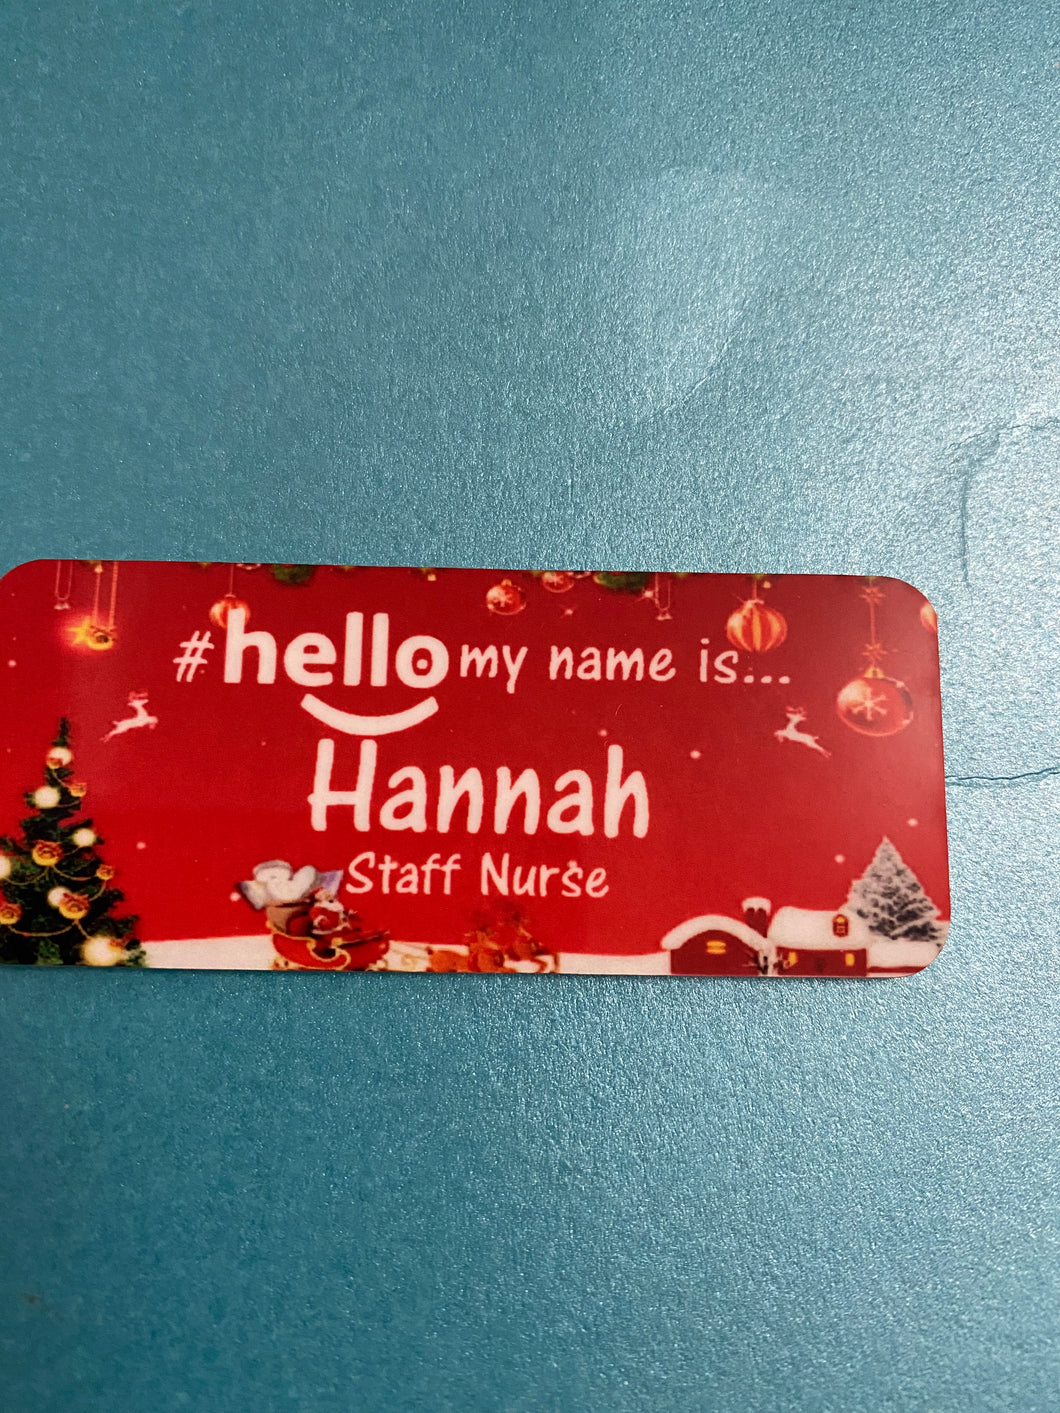 #hello my name is...
Hannah
Staff Nurse